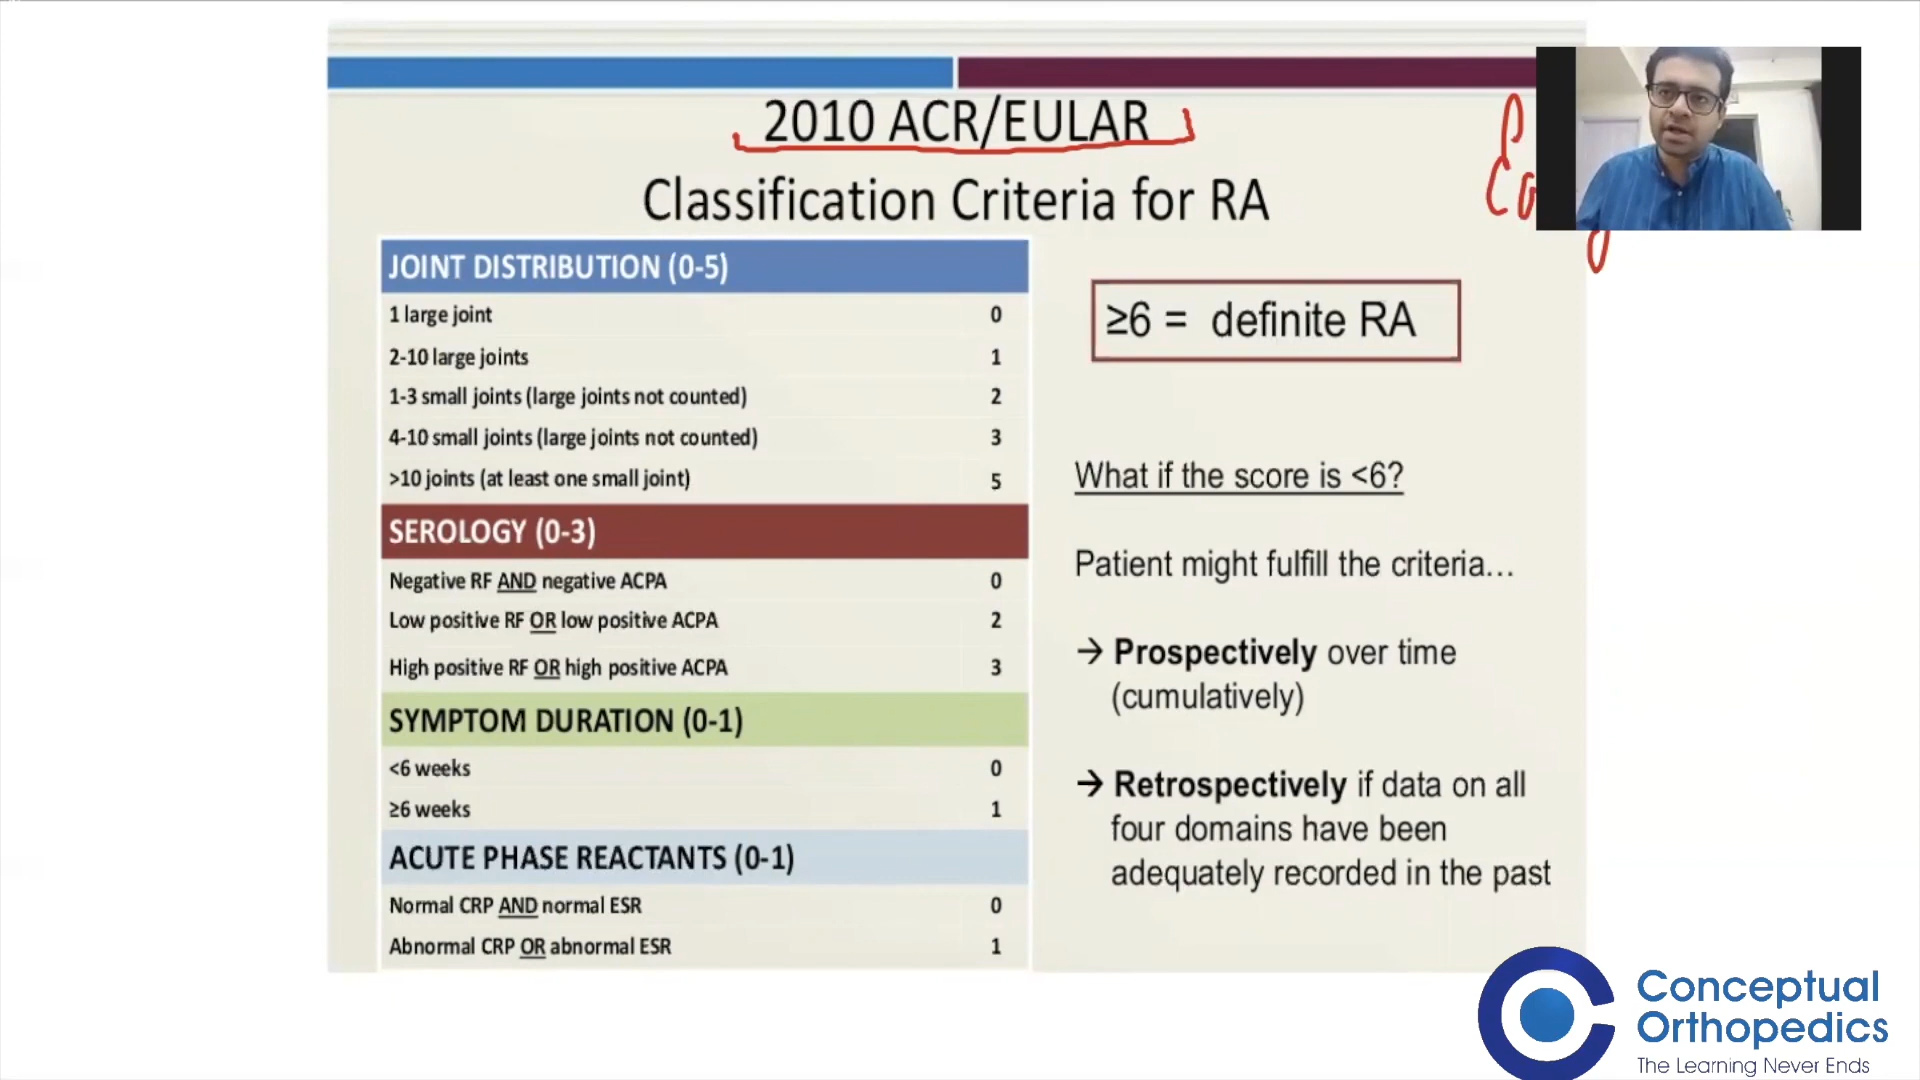 2010 ACR/EULAR
Classification Criteria for RA
JOINT DISTRIBUTION (0-5)
1 large joint 0
2-10 large joints 1
1-3 small joints (large joints not counted) 2
4-10 small joints (large joints not counted) 3
>10 joints (at least one small joint) 5
SEROLOGY (0-3)
Negative RF AND negative ACPA 0
Low positive RF OR low positive ACPA 2
High positive RF OR high positive ACPA 3
SYMPTOM DURATION (0-1)
<6 weeks 0
≥6 weeks 1
ACUTE PHASE REACTANTS (0-1)
Normal CRP AND normal ESR 0
Abnormal CRP OR abnormal ESR 1
≥6 = definite RA
What if the score is <6?
Patient might fulfill the criteria...
→ Prospectively over time
(cumulatively)
→ Retrospectively if data on all
four domains have been
adequately recorded in the past
Conceptual
Orthopedics
The Learning Never Ends